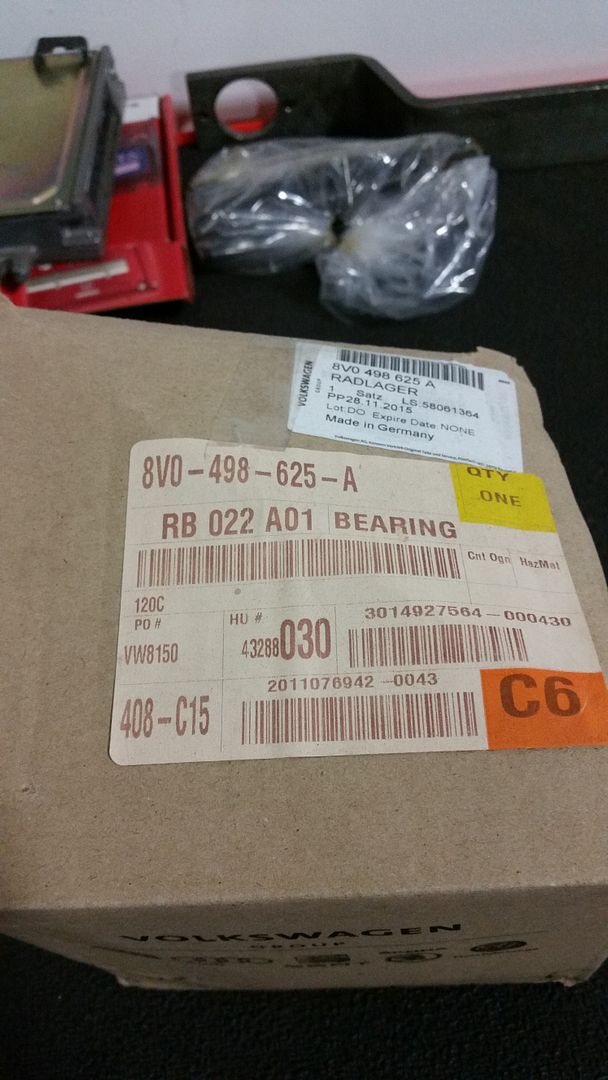 VOLKSWAGEN
GROUP
8V0 498 625 A
RADLAGER
1 Satz LS:58061364
PP28.11.2015
Lot:DO Expire Date:NONE
Made in Germany
8V0-498-625-A
QTY
ONE
RB 022 A01 BEARING
Cnt Ogn HazMat
120C
PO #
VW8150
HU #
43288030
3014927564-000430
408-C15
2011076942-0043
C6
VOLKSWAGEN
GROUP